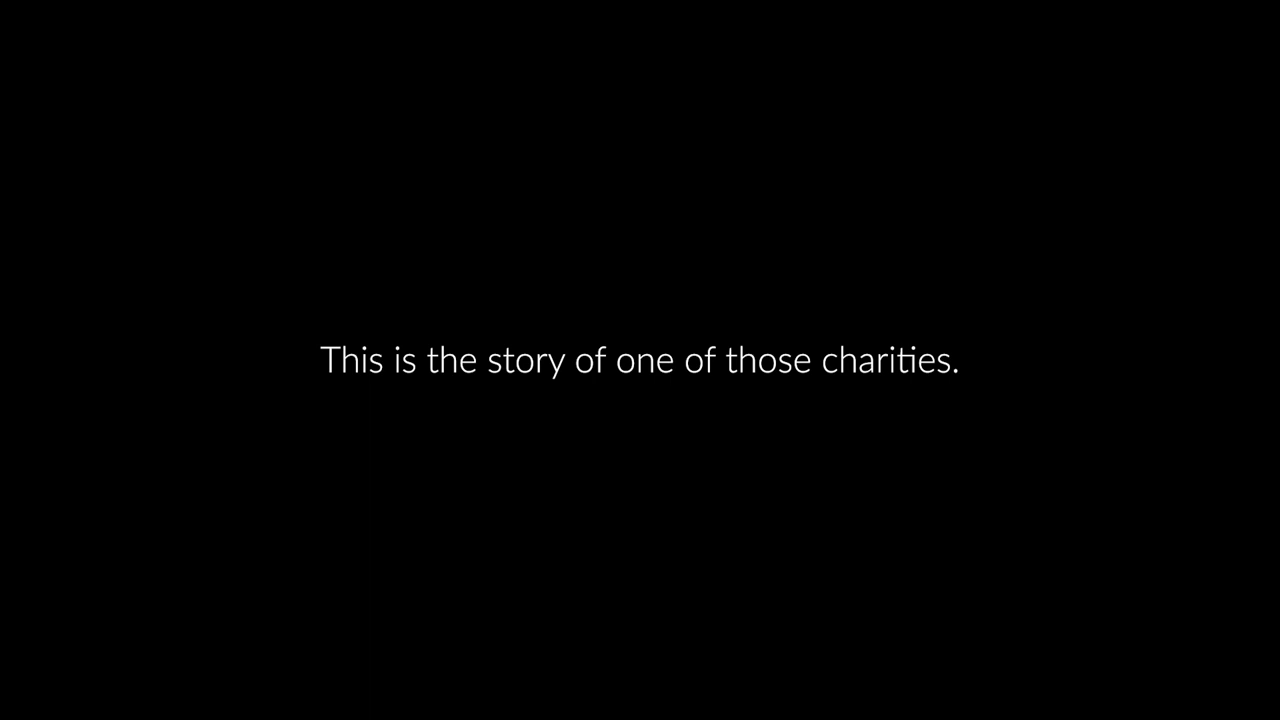 This is the story of one of those charities.